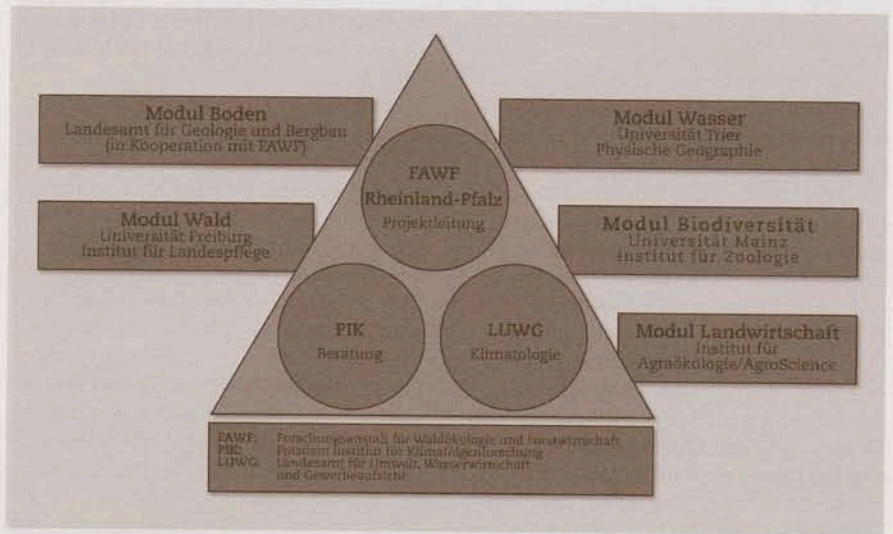 Modul Boden
Landesamt für Geologie und Bergbau
(in Kooperation mit FAWF)
Modul Wasser
Universität Trier
Physische Geographie
FAWF
Rheinland-Pfalz
Projektleitung
Modul Wald
Universität Freiburg
Institut für Landespflege
Modul Biodiversität
Universität Mainz
Institut für Zoologie
PIK
Beratung
LUWG
Klimatologie
Modul Landwirtschaft
Institut für
Agraökologie/AgroScience
FAWF: Forschungsanstalt für Waldökologie und Forstwirtschaft
PIK: Potsdam Institut für Klimafolgenforschung
LUWG: Landesamt für Umwelt, Wasserwirtschaft
und Gewerbeaufsicht